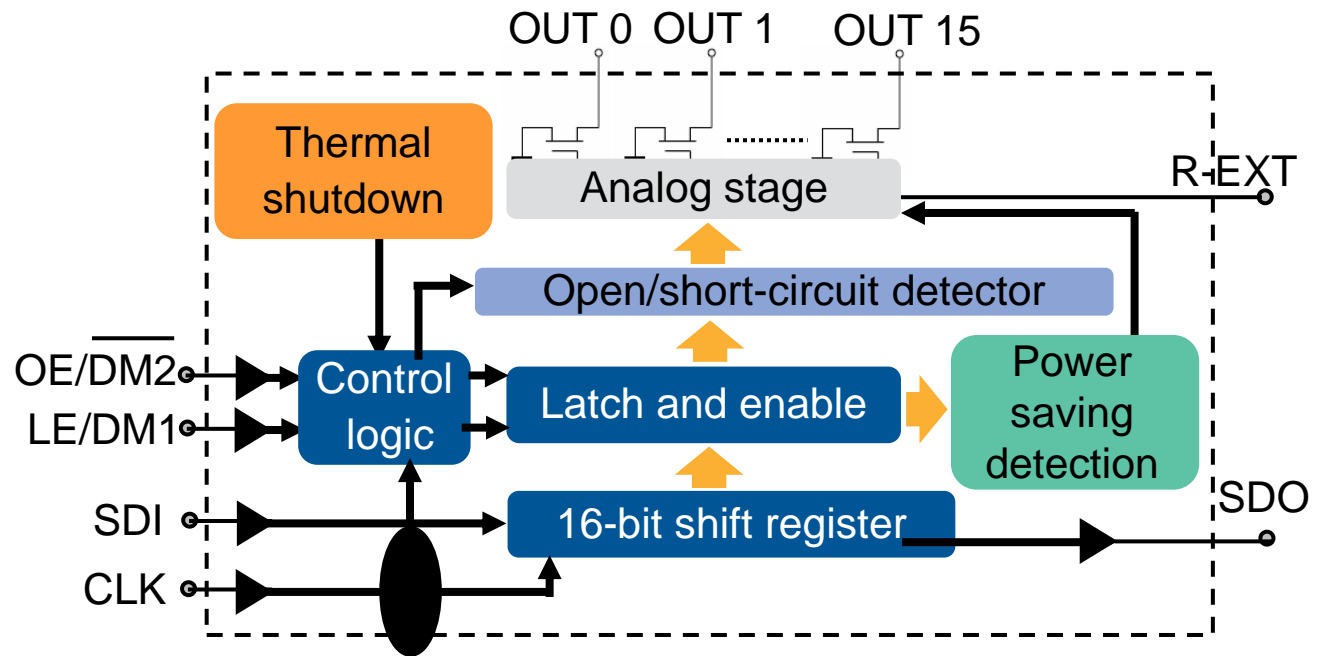 OUT 0 OUT 1 OUT 15
Thermal
shutdown
Analog stage
R-EXT
Open/short-circuit detector
OE/DM2
LE/DM1
Control
logic
Latch and enable
Power
saving
detection
SDI
16-bit shift register
SDO
CLK